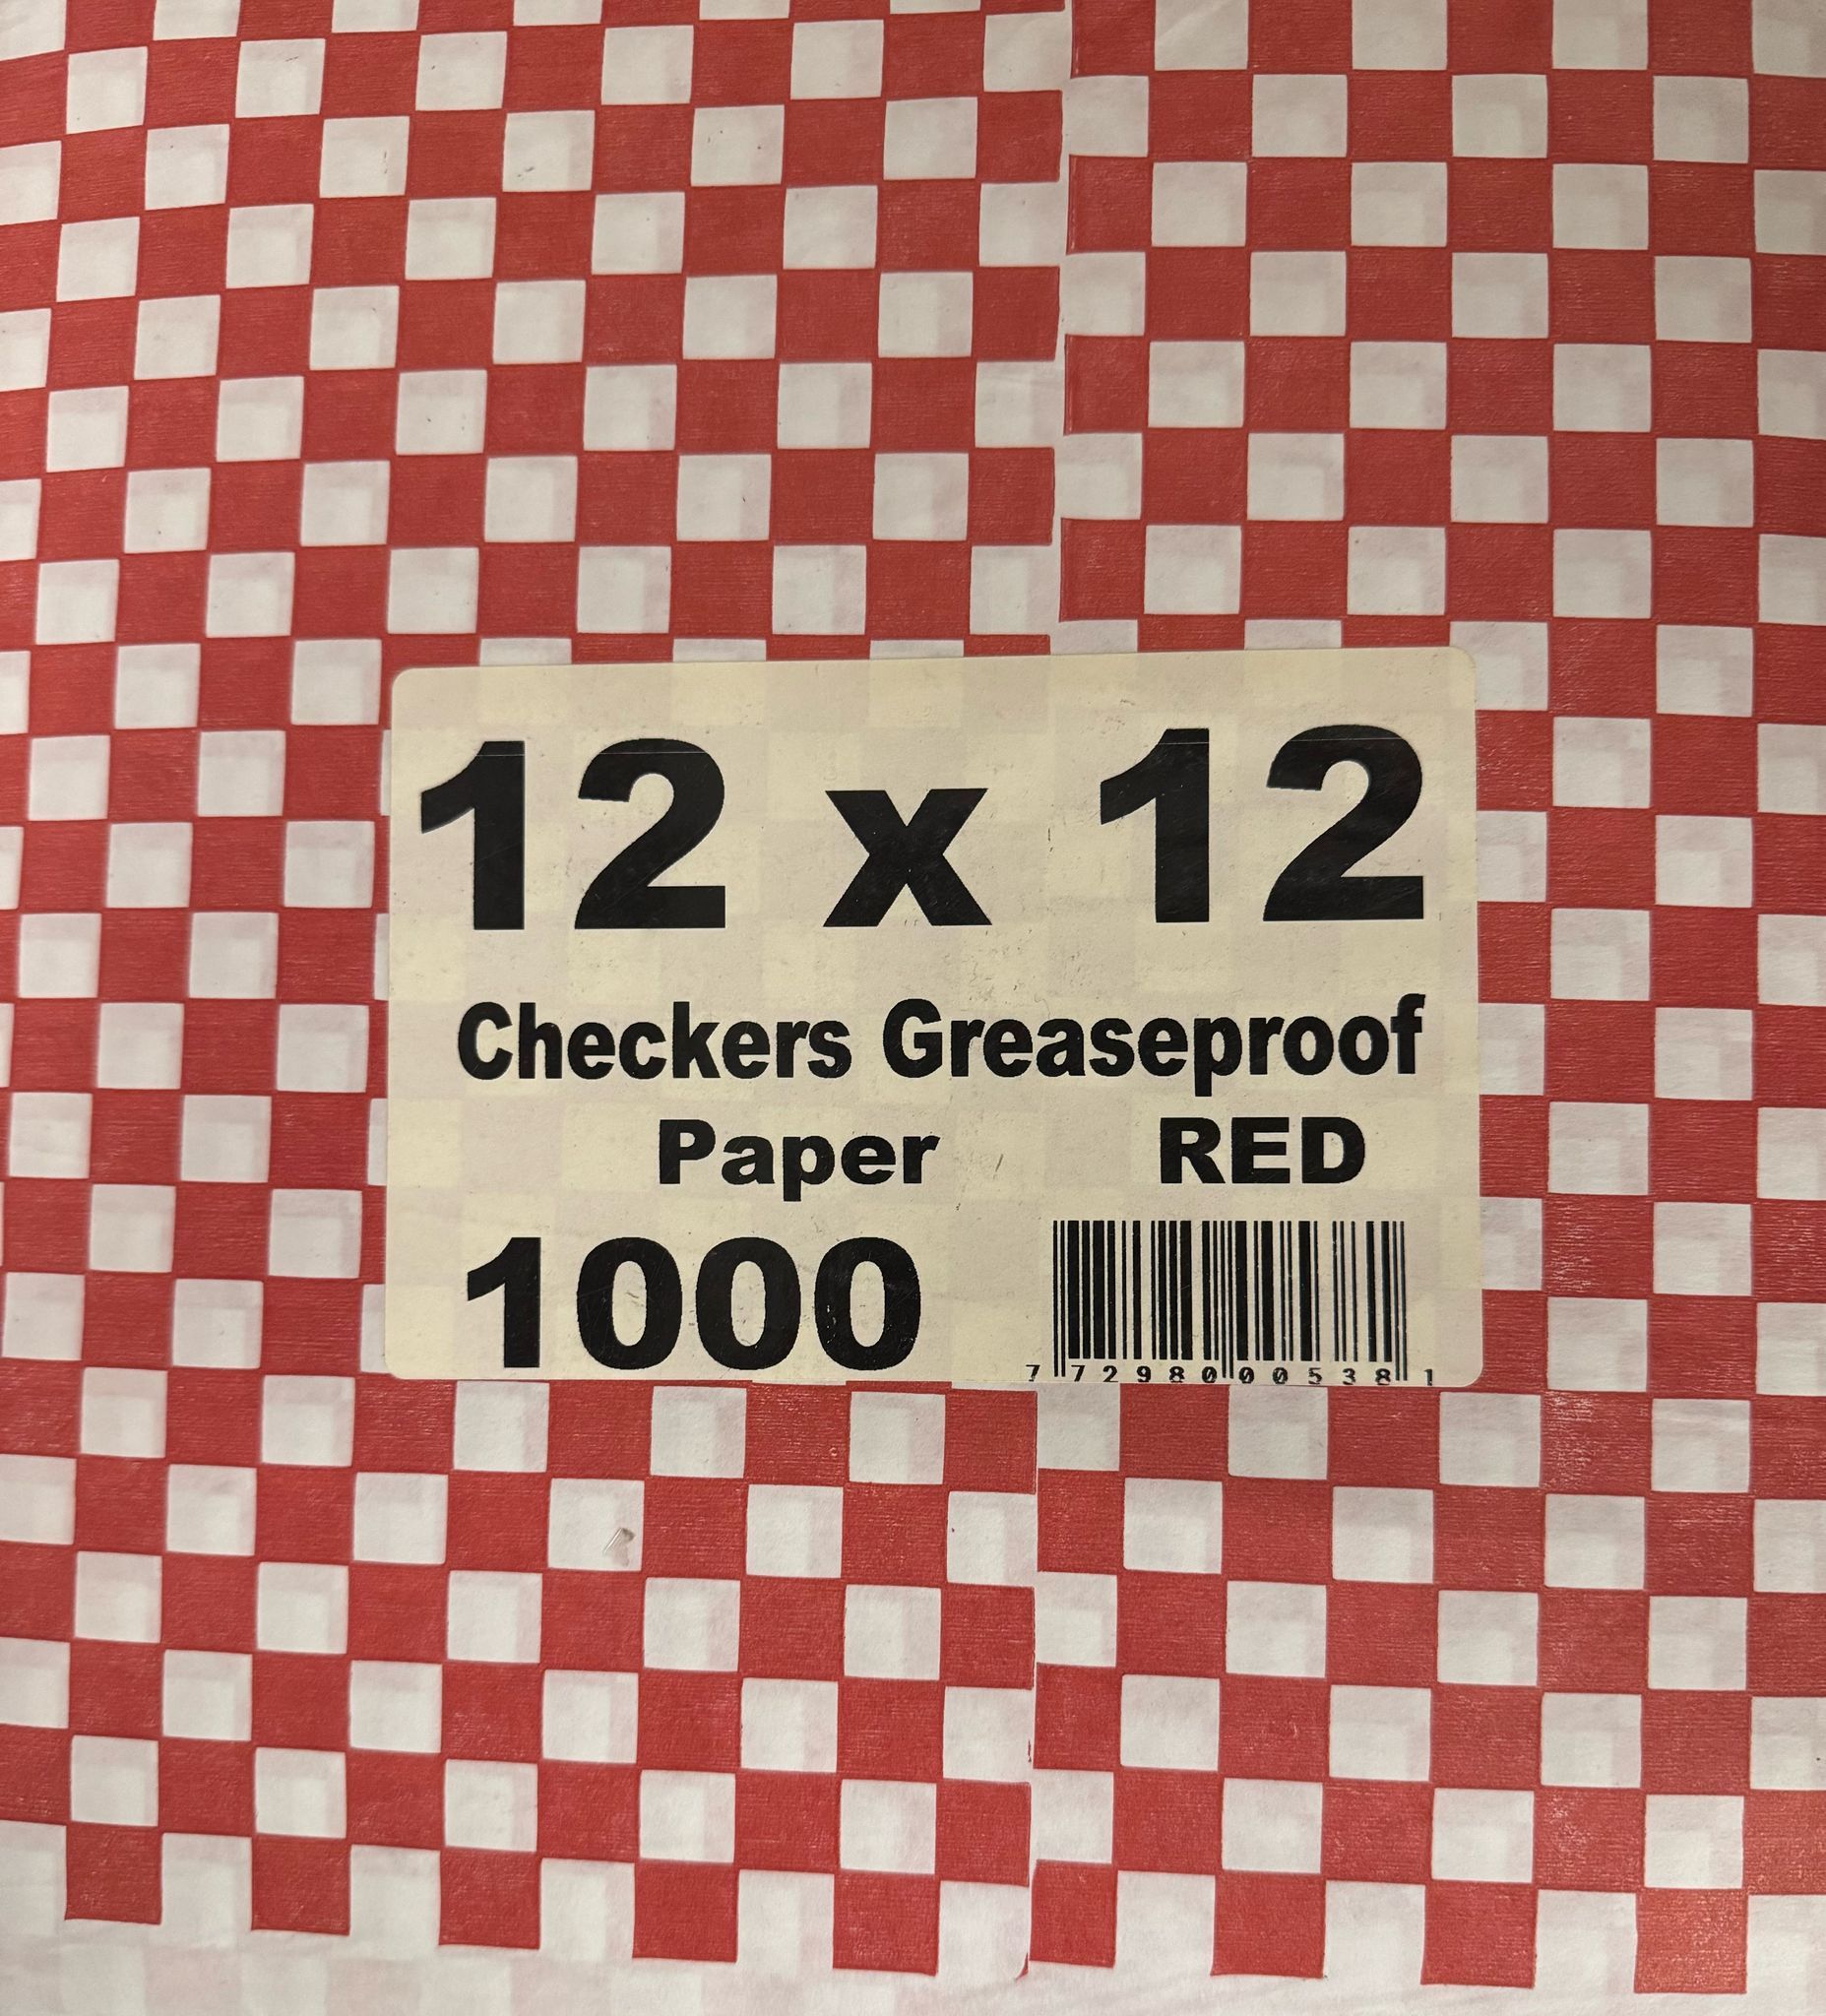 12 x 12
Checkers Greaseproof
Paper RED
1000
7 72980 00538 1